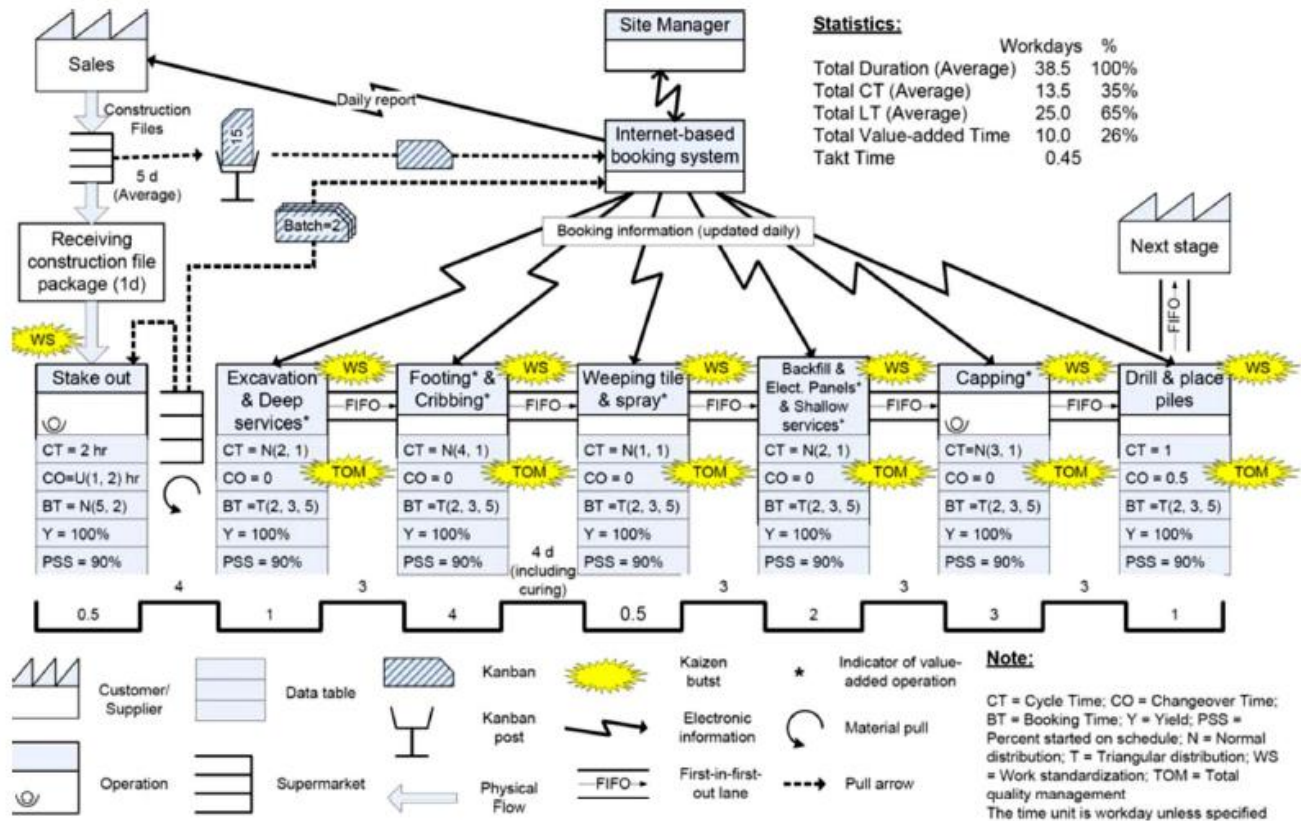 Sales
Construction
Files
5 d
(Average)
Receiving
construction file
package (1d)
15
Batch=2
Daily report
Site Manager
Internet-based
booking system
Booking information (updated daily)
Statistics:
Workdays %
Total Duration (Average) 38.5 100%
Total CT (Average) 13.5 35%
Total LT (Average) 25.0 65%
Total Value-added Time 10.0 26%
Takt Time 0.45
Next stage
FIFO
WS
Stake out
CT = 2 hr
CO=U(1, 2) hr
BT = N(5, 2)
Y = 100%
PSS = 90%
Excavation
& Deep
services*
CT = N(2, 1)
CO = 0
BT =T(2, 3, 5)
Y = 100%
PSS = 90%
WS
FIFO
TOM
Footing* &
Cribbing*
CT = N(4, 1)
CO = 0
BT =T(2, 3, 5)
Y = 100%
PSS = 90%
WS
FIFO
TOM
Weeping tile
& spray*
CT = N(1, 1)
CO = 0
BT =T(2, 3, 5)
Y = 100%
PSS = 90%
WS
FIFO
TOM
Backfill &
Elect. Panels*
& Shallow
services*
CT = N(2, 1)
CO = 0
BT =T(2, 3, 5)
Y = 100%
PSS = 90%
WS
FIFO
TOM
Capping*
CT=N(3, 1)
CO = 0
BT =T(2, 3, 5)
Y = 100%
PSS = 90%
WS
FIFO
TOM
Drill & place
piles
CT = 1
CO = 0.5
BT =T(2, 3, 5)
Y = 100%
PSS = 90%
WS
TOM
4 3 4 d
(including
curing) 3 3 3
0.5 1 4 0.5 2 3 1
Customer/
Supplier
Data table
Kanban
Kaizen
butst
*
Indicator of value-
added operation
Kanban
post
Electronic
information
Material pull
Operation
Supermarket
Physical
Flow
FIFO
First-in-first-
out lane
Pull arrow
Note:
CT = Cycle Time; CO = Changeover Time;
BT = Booking Time; Y = Yield; PSS =
Percent started on schedule; N = Normal
distribution; T = Triangular distribution; WS
= Work standardization; TOM = Total
quality management
The time unit is workday unless specified